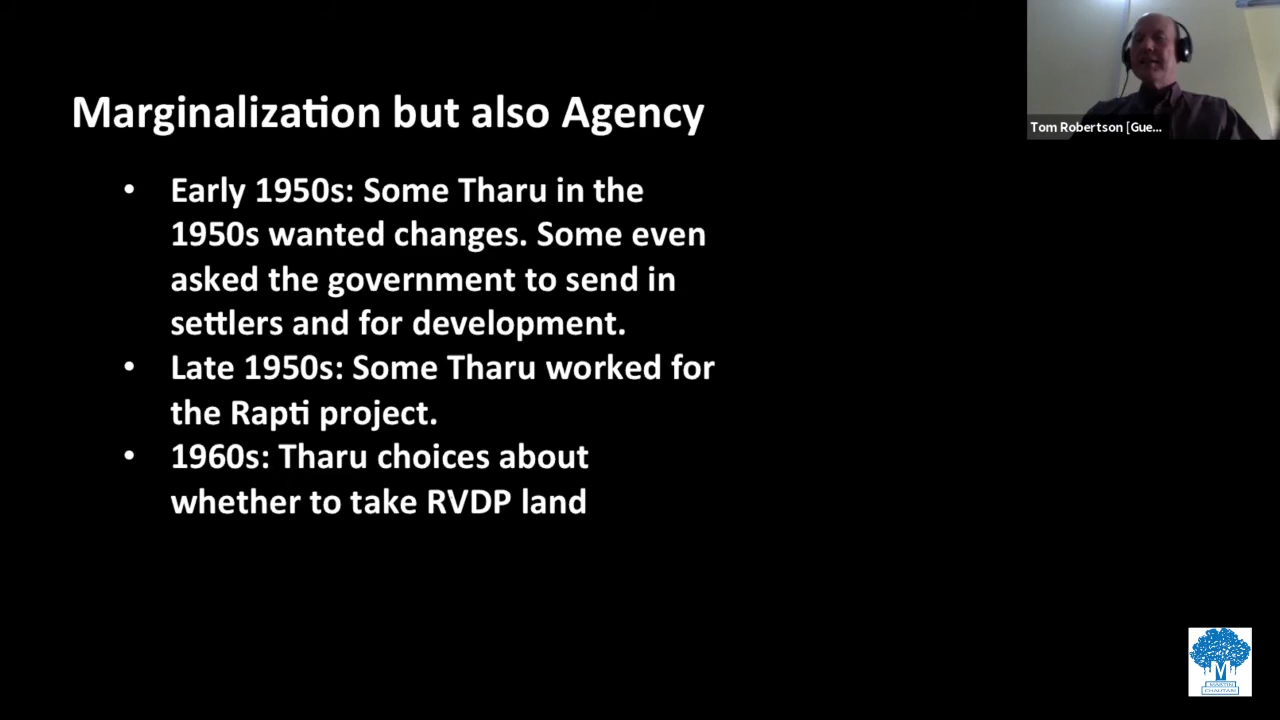 Marginalization but also Agency
Tom Robertson [Gue...
• Early 1950s: Some Tharu in the
1950s wanted changes. Some even
asked the government to send in
settlers and for development.
• Late 1950s: Some Tharu worked for
the Rapti project.
• 1960s: Tharu choices about
whether to take RVDP land
M
MARTIN
CHAUTARI